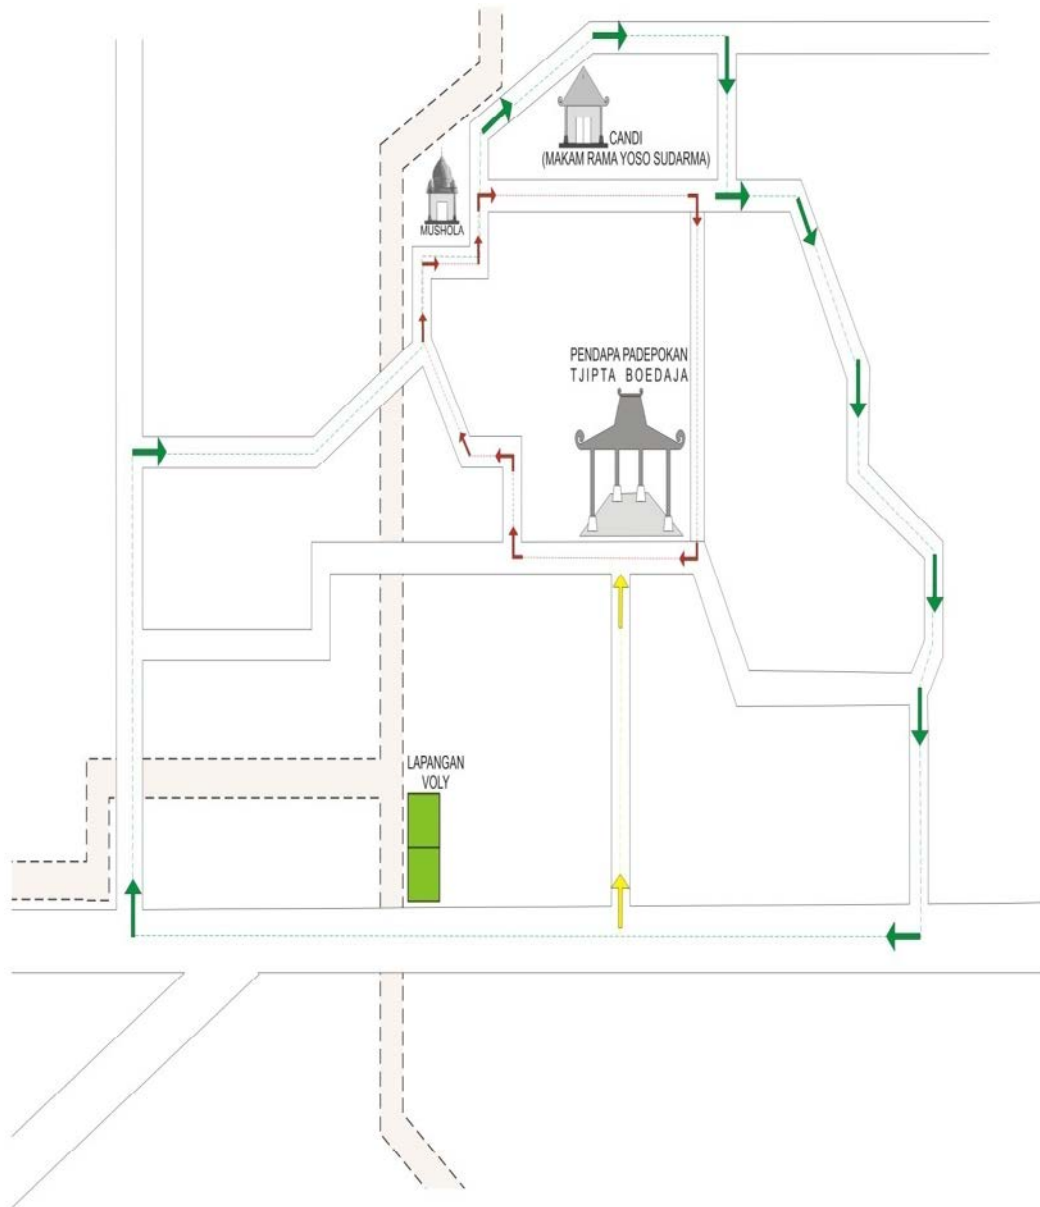 CANDI
(MAKAM RAMA YOSO SUDARMA)
MUSHOLA
PENDAPA PADEPOKAN
TJIPTA BOEDAJA
LAPANGAN
VOLY